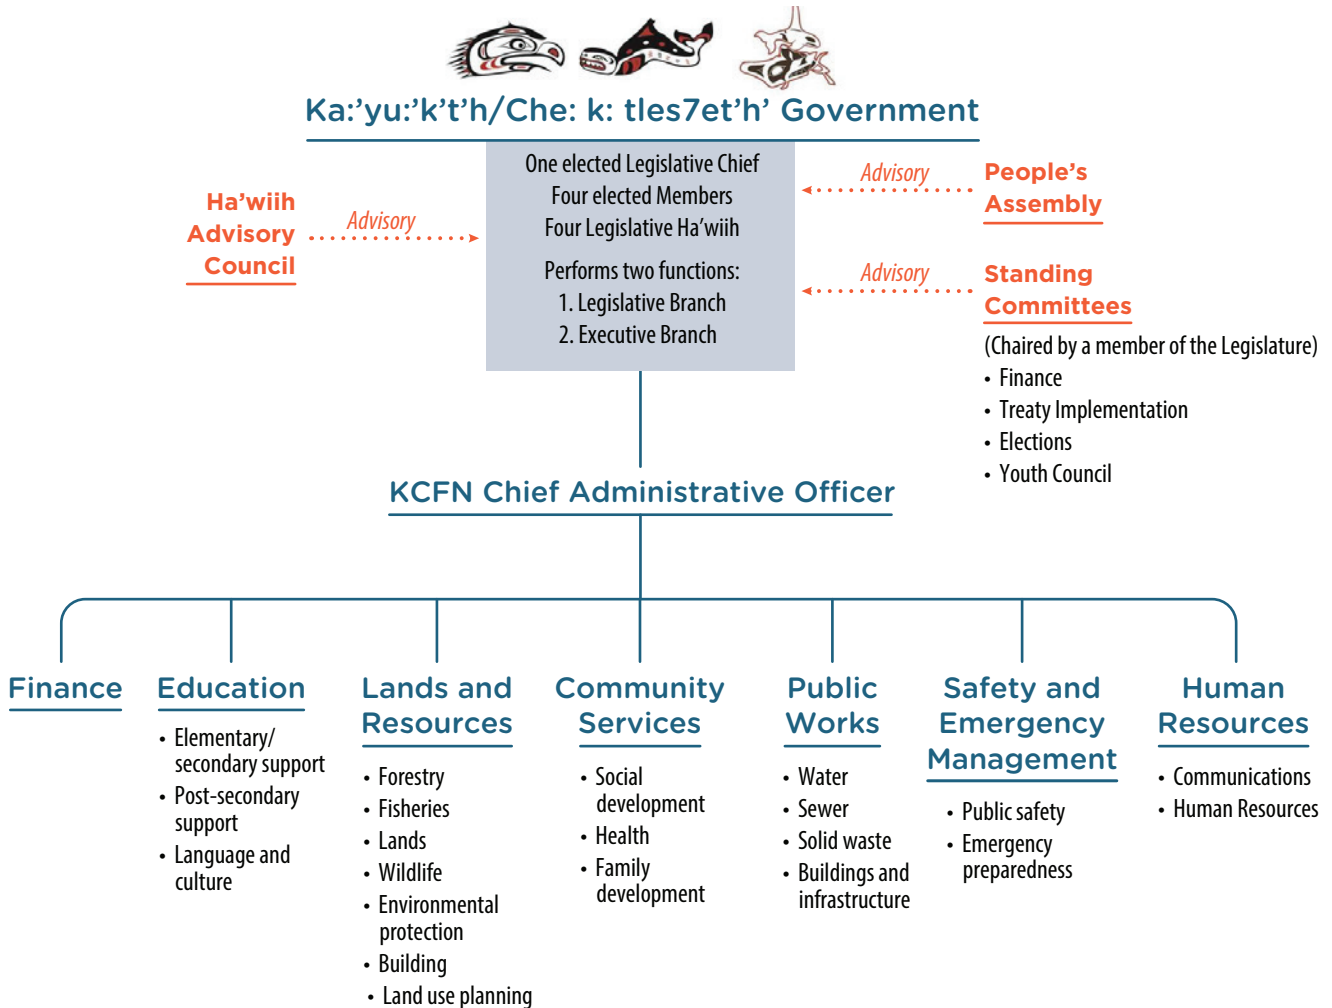 Ka:’yu:’k’t’h/Che: k: tles7et’h’ Government
One elected Legislative Chief
Four elected Members
Four Legislative Ha’wiih
Performs two functions:
1. Legislative Branch
2. Executive Branch
Ha’wiih
Advisory
Council
Advisory
Advisory
People’s
Assembly
Advisory
Standing
Committees
(Chaired by a member of the Legislature)
• Finance
• Treaty Implementation
• Elections
• Youth Council
KCFN Chief Administrative Officer
Finance
Education
• Elementary/
secondary support
• Post-secondary
support
• Language and
culture
Lands and
Resources
• Forestry
• Fisheries
• Lands
• Wildlife
• Environmental
protection
• Building
• Land use planning
Community
Services
• Social
development
• Health
• Family
development
Public
Works
• Water
• Sewer
• Solid waste
• Buildings and
infrastructure
Safety and
Emergency
Management
• Public safety
• Emergency
preparedness
Human
Resources
• Communications
• Human Resources